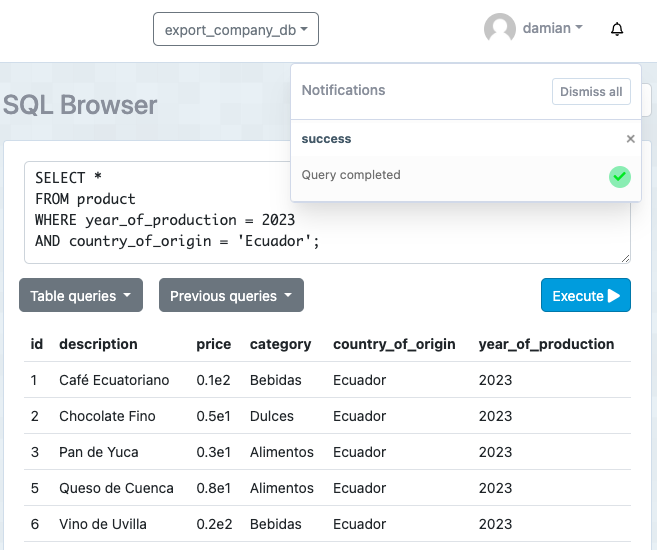 export_company_db
damian
SQL Browser
Notifications
Dismiss all
success
×
Query completed
SELECT *
FROM product
WHERE year_of_production = 2023
AND country_of_origin = 'Ecuador';
Table queries
Previous queries
Execute
id description price category country_of_origin year_of_production
1 Café Ecuatoriano 0.1e2 Bebidas Ecuador 2023
2 Chocolate Fino 0.5e1 Dulces Ecuador 2023
3 Pan de Yuca 0.3e1 Alimentos Ecuador 2023
5 Queso de Cuenca 0.8e1 Alimentos Ecuador 2023
6 Vino de Uvilla 0.2e2 Bebidas Ecuador 2023